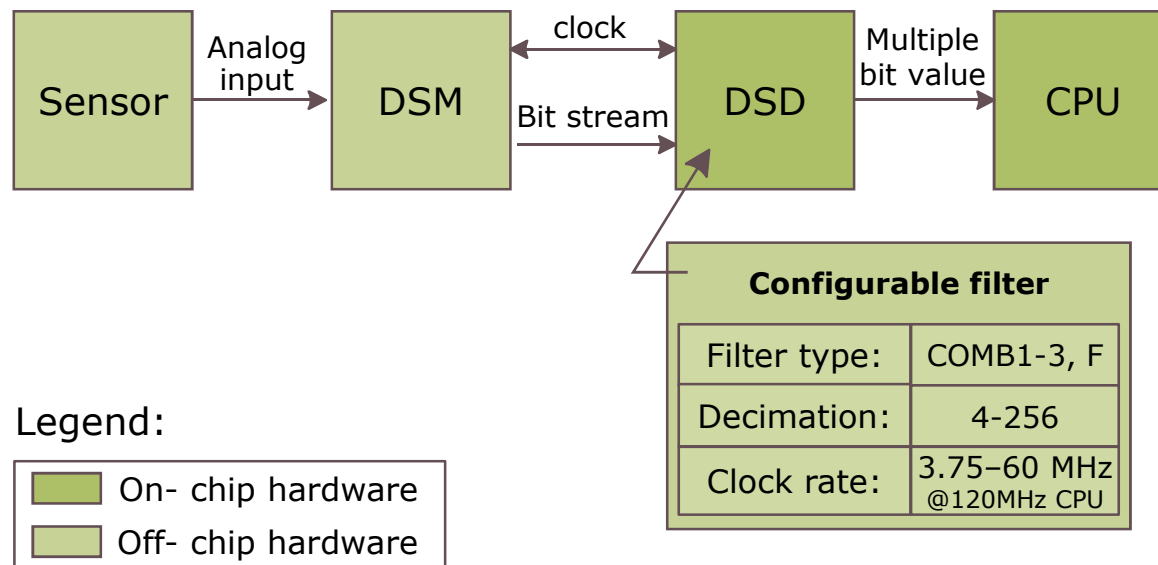 Sensor
Analog
input
DSM
clock
Bit stream
DSD
Multiple
bit value
CPU
Configurable filter
Filter type: COMB1-3, F
Decimation: 4-256
Clock rate: 3.75–60 MHz
@120MHz CPU
Legend:
On- chip hardware
Off- chip hardware